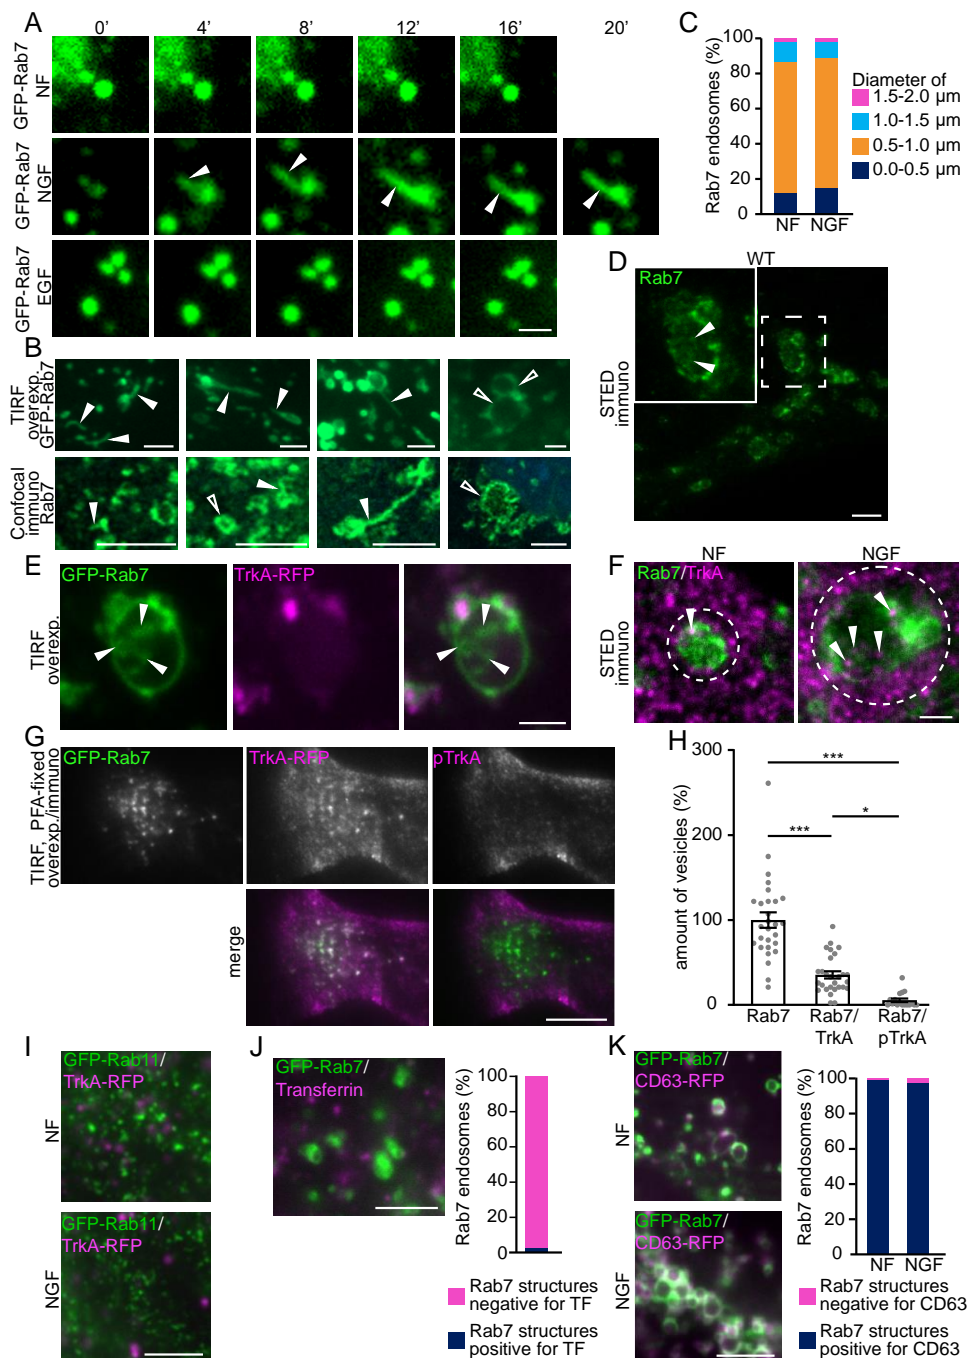 A
0'
4'
8'
12'
16'
20'
GFP-Rab7
NF
GFP-Rab7
NGF
GFP-Rab7
EGF
B
TIRF
overexp.
GFP-Rab7
Confocal
immuno
Rab7
C
Rab7 endosomes (%)
100
80
60
40
20
0
NF
NGF
Diameter of
1.5-2.0 µm
1.0-1.5 µm
0.5-1.0 µm
0.0-0.5 µm
D
WT
Rab7
STED
immuno
E
GFP-Rab7
TrkA-RFP
TIRF
overexp.
F
NF
NGF
Rab7/TrkA
STED
immuno
G
GFP-Rab7
TrkA-RFP
pTrkA
TIRF, PFA-fixed
overexp./immuno
merge
H
amount of vesicles (%)
300
200
100
0
***
***
*
Rab7
Rab7/
TrkA
Rab7/
pTrkA
I
GFP-Rab11/
TrkA-RFP
NF
GFP-Rab11/
TrkA-RFP
NGF
J
GFP-Rab7/
Transferrin
Rab7 endosomes (%)
100
80
60
40
20
0
Rab7 structures
negative for TF
Rab7 structures
positive for TF
K
GFP-Rab7/
CD63-RFP
NF
GFP-Rab7/
CD63-RFP
NGF
Rab7 endosomes (%)
100
80
60
40
20
0
NF
NGF
Rab7 structures
negative for CD63
Rab7 structures
positive for CD63